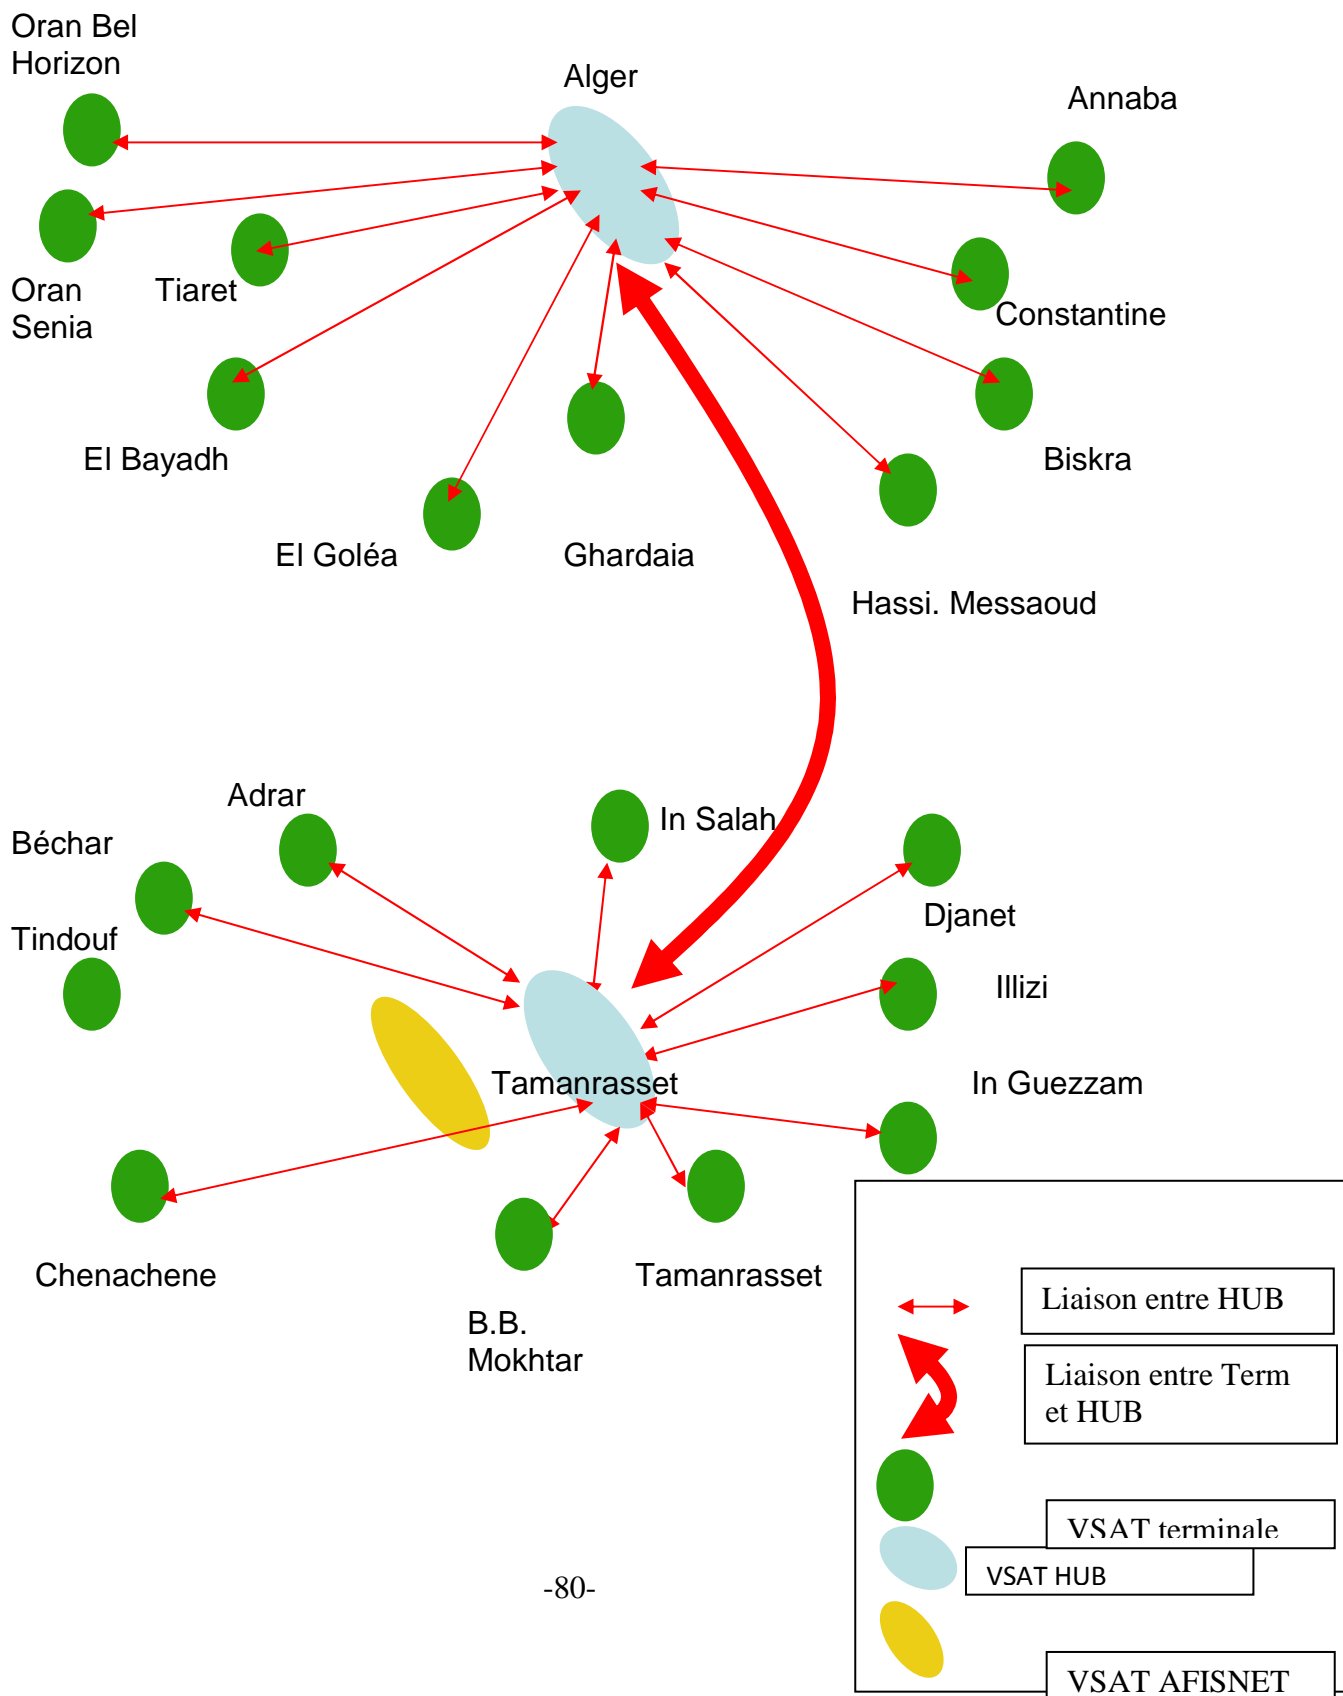 Oran Bel
Horizon
Alger
Annaba
Oran
Senia
Tiaret
Constantine
El Bayadh
Biskra
El Goléa
Ghardaia
Hassi. Messaoud
Adrar
In Salah
Béchar
Djanet
Tindouf
Illizi
Tamanrasset
In Guezzam
Chenachene
Tamanrasset
B.B.
Mokhtar
Liaison entre HUB
Liaison entre Term
et HUB
VSAT terminale
VSAT HUB
VSAT AFISNET
-80-